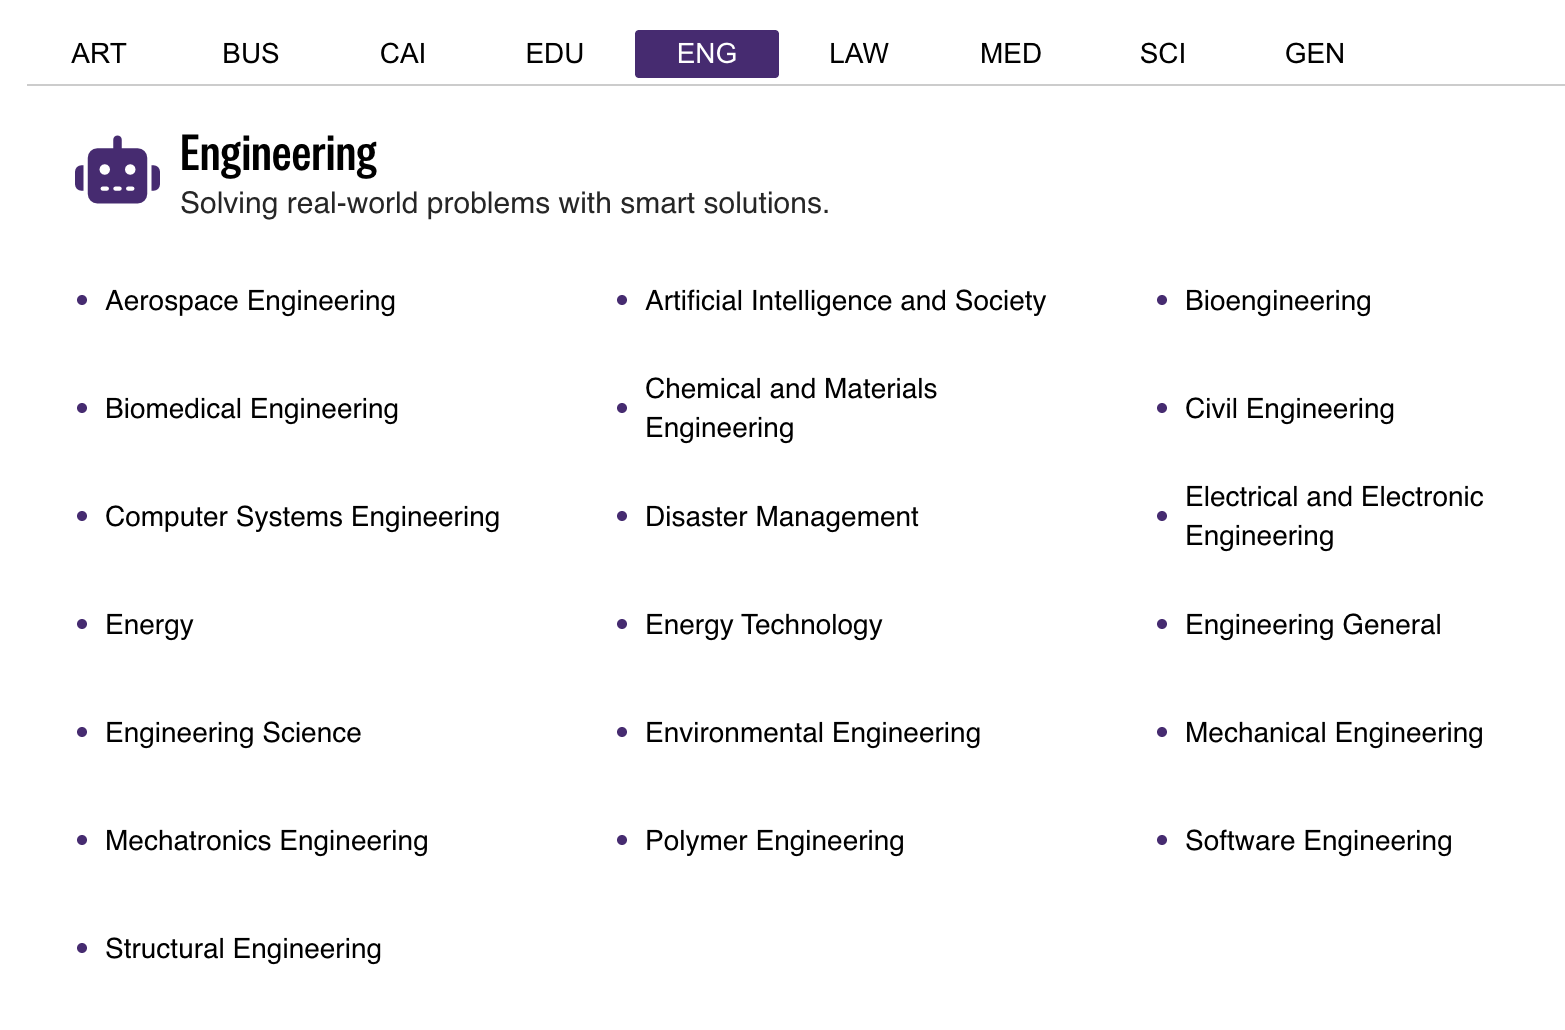 ART BUS CAI EDU ENG LAW MED SCI GEN
Engineering
Solving real-world problems with smart solutions.
• Aerospace Engineering
• Artificial Intelligence and Society
• Bioengineering
• Biomedical Engineering
• Chemical and Materials
Engineering
• Civil Engineering
• Computer Systems Engineering
• Disaster Management
• Electrical and Electronic
Engineering
• Energy
• Energy Technology
• Engineering General
• Engineering Science
• Environmental Engineering
• Mechanical Engineering
• Mechatronics Engineering
• Polymer Engineering
• Software Engineering
• Structural Engineering